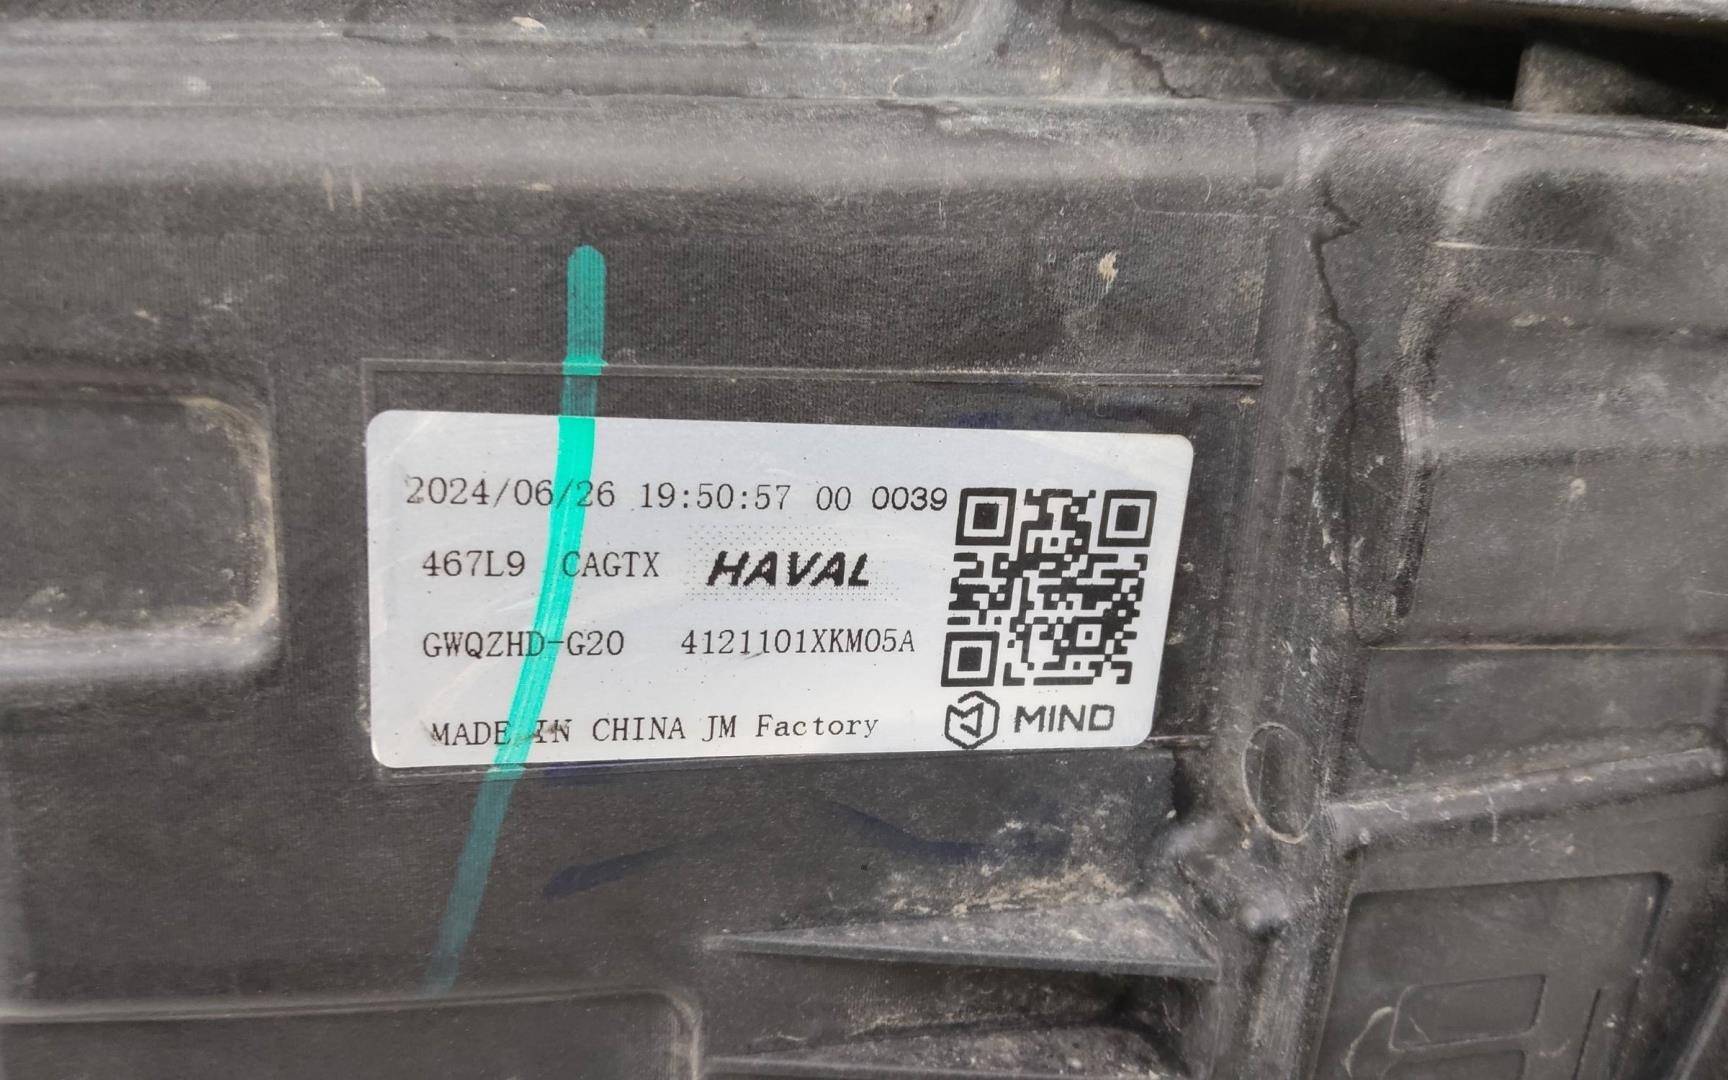 2024/06/26 19:50:57 00 0039
467L9 CAGTX HAVAL
GWQZHD-G20 4121101XKM05A
MADE IN CHINA JM Factory MIND